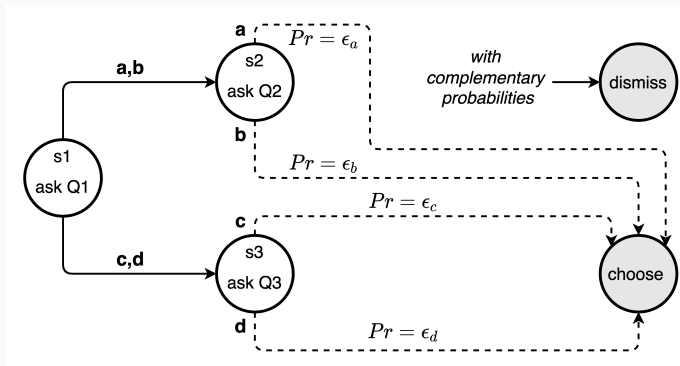 a
s2
ask Q2
b
Pr = ϵa
with
complementary
probabilities
dismiss
a,b
s1
ask Q1
Pr = ϵb
Pr = ϵc
c,d
c
s3
ask Q3
d
choose
Pr = ϵd